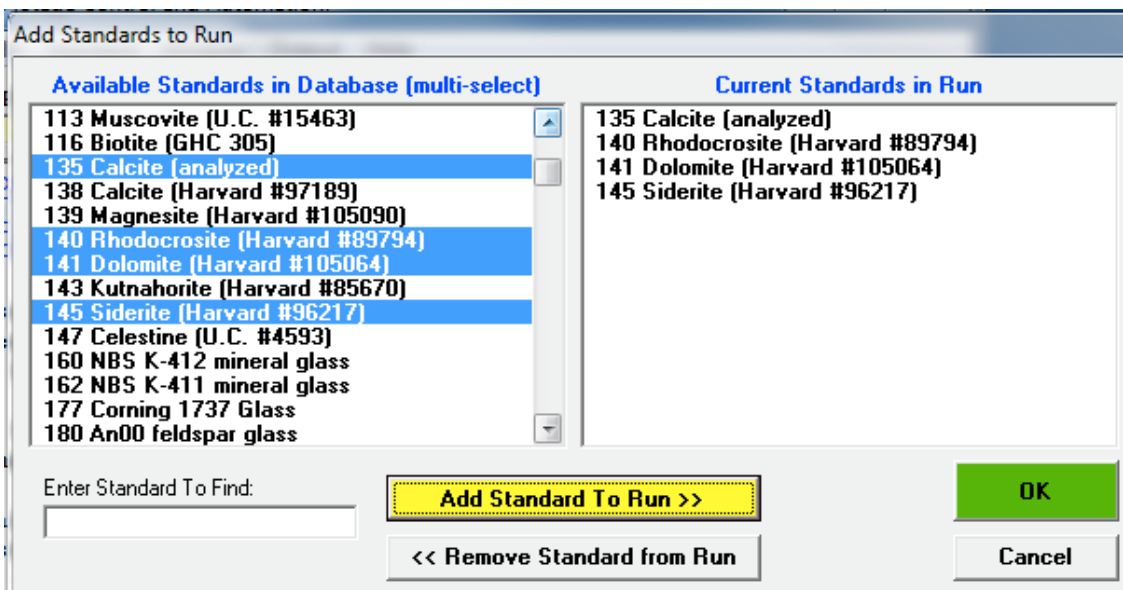 Add Standards to Run
Available Standards in Database (multi-select)
113 Muscovite (U.C. #15463)
116 Biotite (GHC 305)
135 Calcite (analyzed)
138 Calcite (Harvard #97189)
139 Magnesite (Harvard #105090)
140 Rhodocrosite (Harvard #89794)
141 Dolomite (Harvard #105064)
143 Kutnahorite (Harvard #85670)
145 Siderite (Harvard #96217)
147 Celestine (U.C. #4593)
160 NBS K-412 mineral glass
162 NBS K-411 mineral glass
177 Corning 1737 Glass
180 An00 feldspar glass
Current Standards in Run
135 Calcite (analyzed)
140 Rhodocrosite (Harvard #89794)
141 Dolomite (Harvard #105064)
145 Siderite (Harvard #96217)
Enter Standard To Find:
Add Standard To Run >>
<< Remove Standard from Run
OK
Cancel